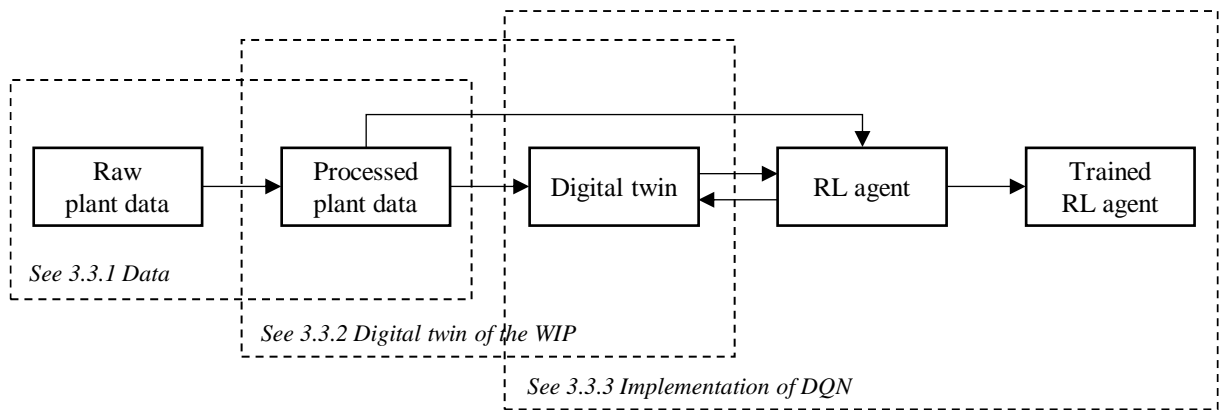 Raw
plant data
Processed
plant data
Digital twin
RL agent
Trained
RL agent
See 3.3.1 Data
See 3.3.2 Digital twin of the WIP
See 3.3.3 Implementation of DQN